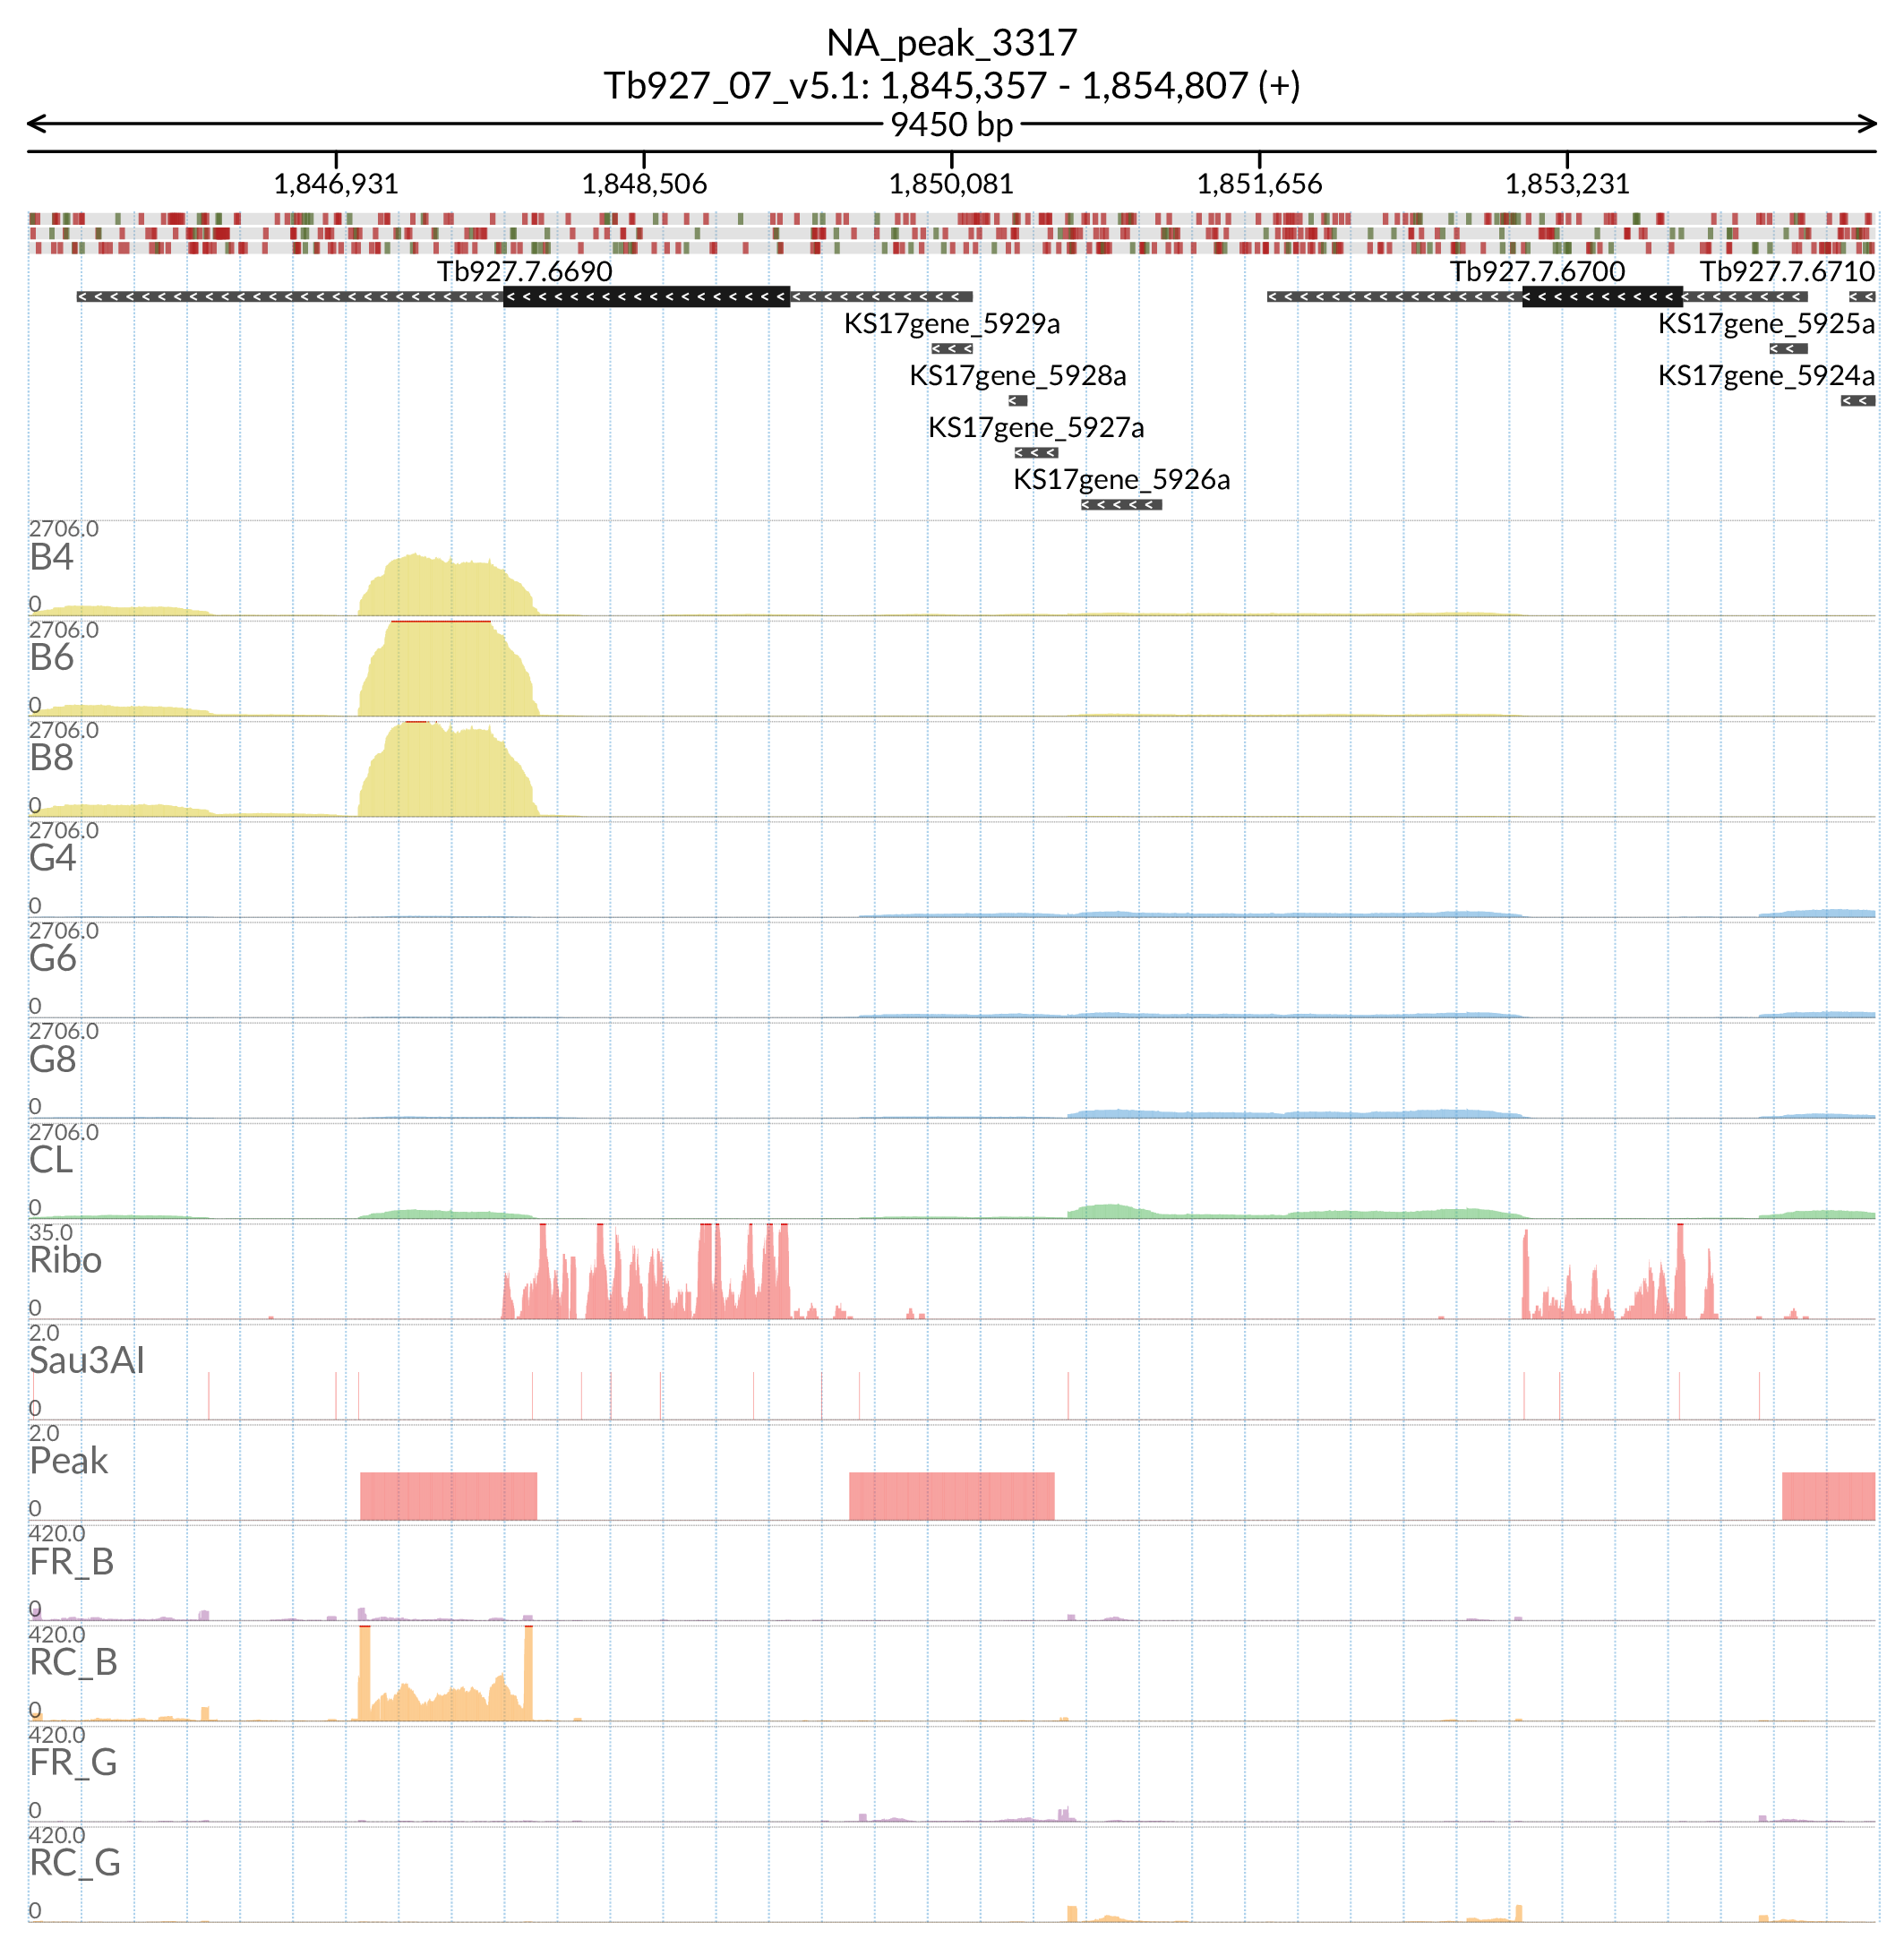 NA_peak_3317
Tb927_07_v5.1: 1,845,357 - 1,854,807 (+)
9450 bp
1,846,931 1,848,506 1,850,081 1,851,656 1,853,231
Tb927.7.6690 Tb927.7.6700 Tb927.7.6710
KS17gene_5929a KS17gene_5925a
KS17gene_5928a KS17gene_5924a
KS17gene_5927a
KS17gene_5926a
2706.0
B4
0
2706.0
B6
0
2706.0
B8
0
2706.0
G4
0
2706.0
G6
0
2706.0
G8
0
2706.0
CL
0
35.0
Ribo
0
2.0
Sau3AI
0
2.0
Peak
0
420.0
FR_B
0
420.0
RC_B
0
420.0
FR_G
0
420.0
RC_G
0